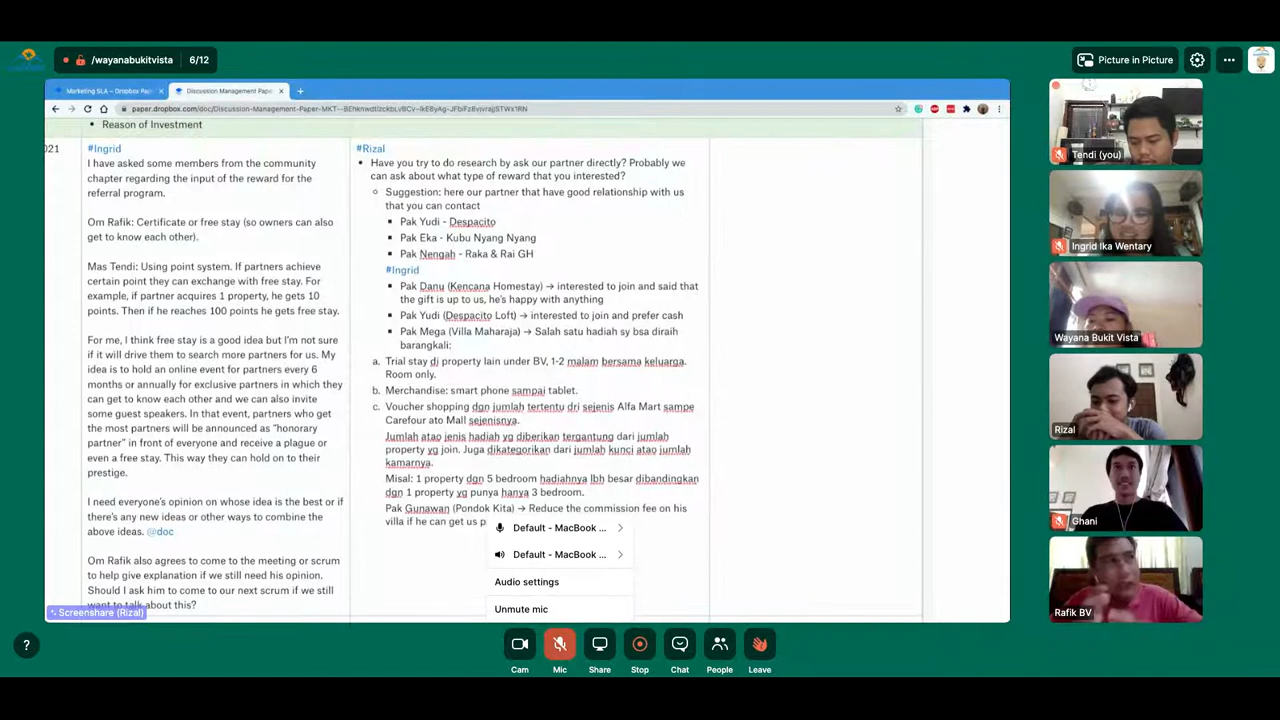 /wayanabukitvista 6/12
Picture in Picture
Marketing SLA – Dropbox Pap
Discussion Management Pape
Reason of Investment
021
#Ingrid
I have asked some members from the community
chapter regarding the input of the reward for the
referral program.
Om Rafik: Certificate or free stay (so owners can also
get to know each other).
Mas Tendi: Using point system. If partners achieve
certain point they can exchange with free stay. For
example, if partner acquires 1 property, he gets 10
points. Then if he reaches 100 points he gets free stay.
For me, I think free stay is a good idea but I'm not sure
if it will drive them to search more partners for us. My
idea is to hold an online event for partners every 6
months or annually for exclusive partners in which they
can get to know each other and we can also invite
some guest speakers. In that event, partners who get
the most partners will be announced as "honorary
partner" in front of everyone and receive a plague or
even a free stay. This way they can hold on to their
prestige.
I need everyone's opinion on whose idea is the best or if
there's any new ideas or other ways to combine the
above ideas. @doc
Om Rafik also agrees to come to the meeting or scrum
to help give explanation if we still need his opinion.
Should I ask him to come to our next scrum if we still
want to talk about this?
#Rizal
Have you try to do research by ask our partner directly? Probably we
can ask about what type of reward that you interested?
Suggestion: here our partner that have good relationship with us
that you can contact
Pak Yudi - Despacito
Pak Eka - Kubu Nyang Nyang
Pak Nengah - Raka & Rai GH
#Ingrid
Pak Danu (Kencana Homestay) → interested to join and said that
the gift is up to us, he's happy with anything
Pak Yudi (Despacito Loft) → interested to join and prefer cash
Pak Mega (Villa Maharaja) → Salah satu hadiah sy bsa diraih
barangkali:
a. Trial stay di property lain under BV, 1-2 malam bersama keluarga.
Room only.
b. Merchandise: smart phone sampai tablet.
c. Voucher shopping dgn jumlah tertentu dri sejenis Alfa Mart sampe
Carefour ato Mall sejenisnya.
Jumlah atao jenis hadiah yg diberikan tergantung dari jumlah
property yg join. Juga dikategorikan dari jumlah kunci atao jumlah
kamarnya.
Misal: 1 property dgn 5 bedroom hadiahnya lbh besar dibandingkan
dgn 1 property yg punya hanya 3 bedroom.
Pak Gunawan (Pondok Kita) → Reduce the commission fee on his
villa if he can get us p
Default - MacBook ...
Default - MacBook ...
Audio settings
Unmute mic
Screenshare (Rizal)
Tendi (you)
Ingrid Ika Wentary
Wayana Bukit Vista
Rizal
Ghani
Rafik BV
?
Cam Mic Share Stop Chat People Leave